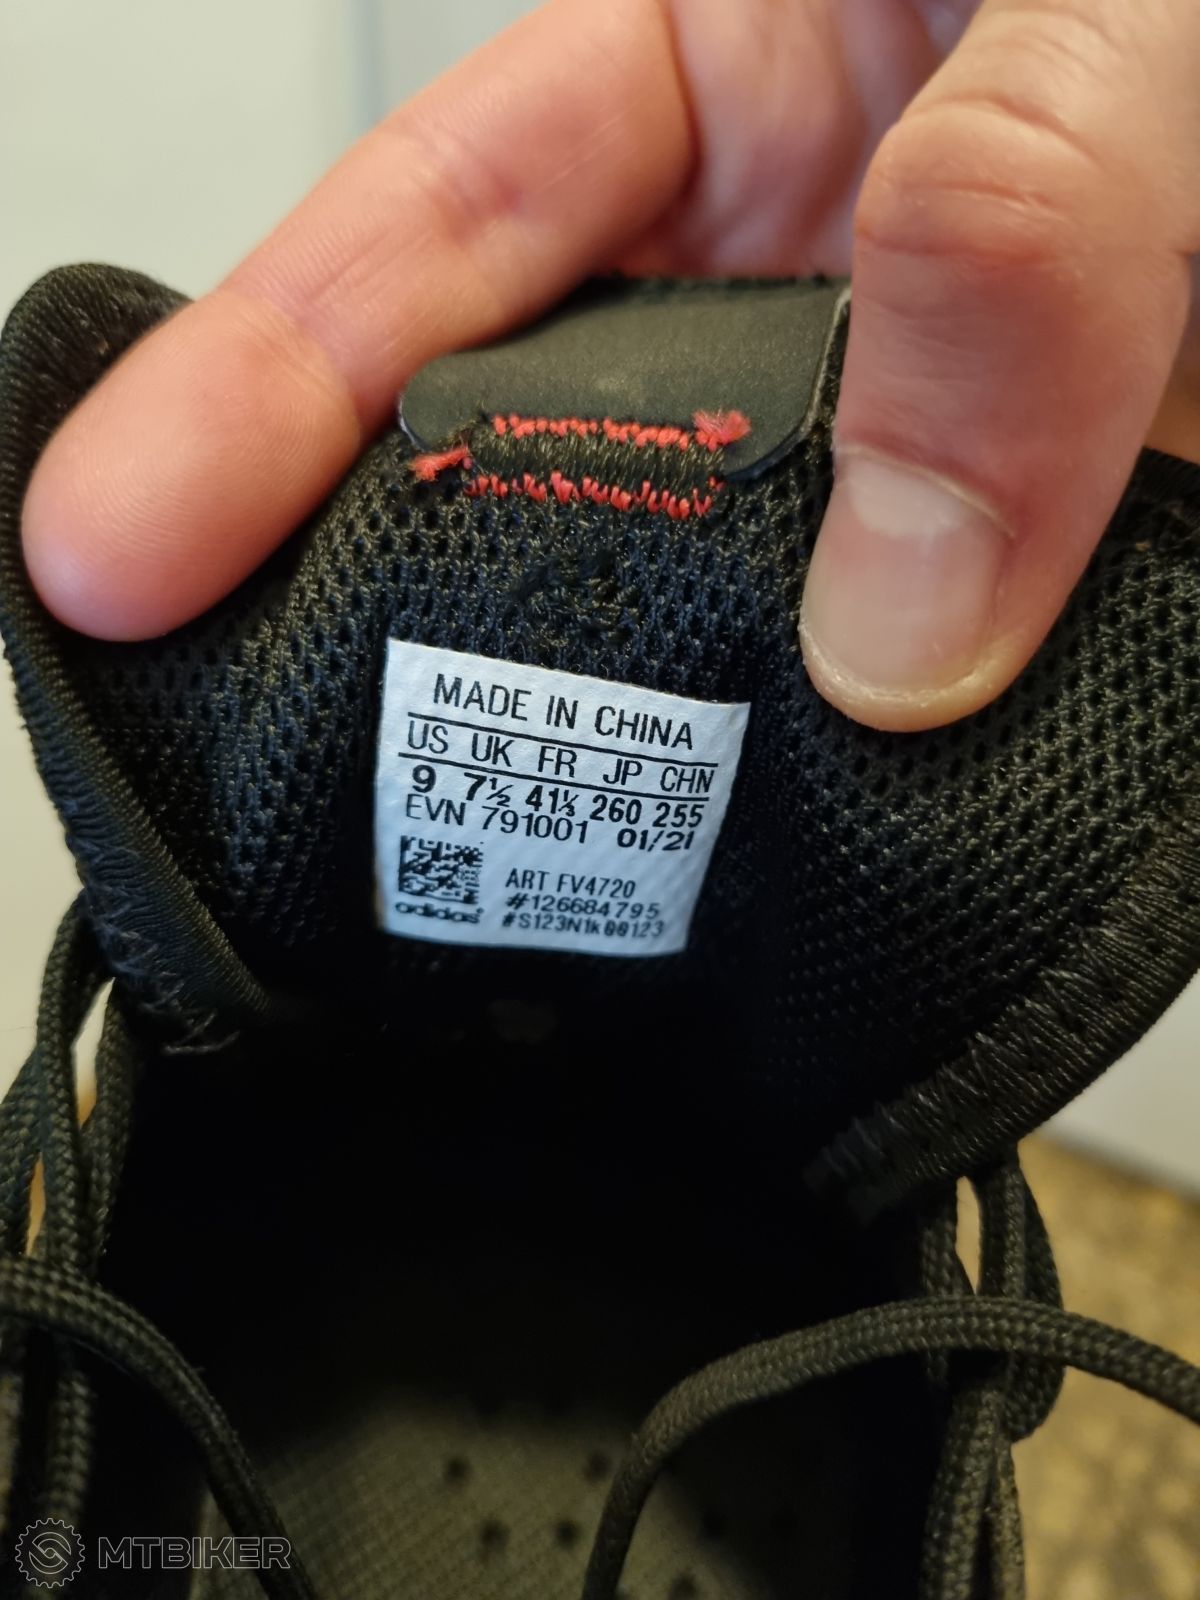 MADE IN CHINA
US UK FR JP CHN
9 7½ 41⅓ 260 255
EVN 791001 01/21
ART FV4720
#126684795
#S123N1k00123
adidas
MTBIKER